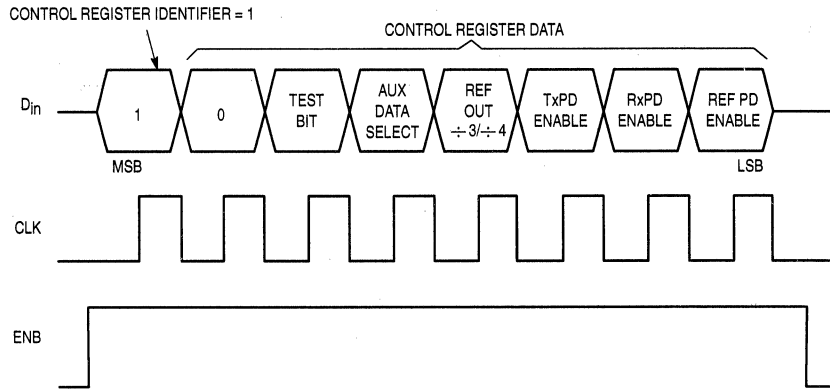 CONTROL REGISTER IDENTIFIER = 1
CONTROL REGISTER DATA
Din
1
0
TEST
BIT
AUX
DATA
SELECT
REF
OUT
÷3/÷4
TxPD
ENABLE
RxPD
ENABLE
REF PD
ENABLE
MSB
LSB
CLK
ENB